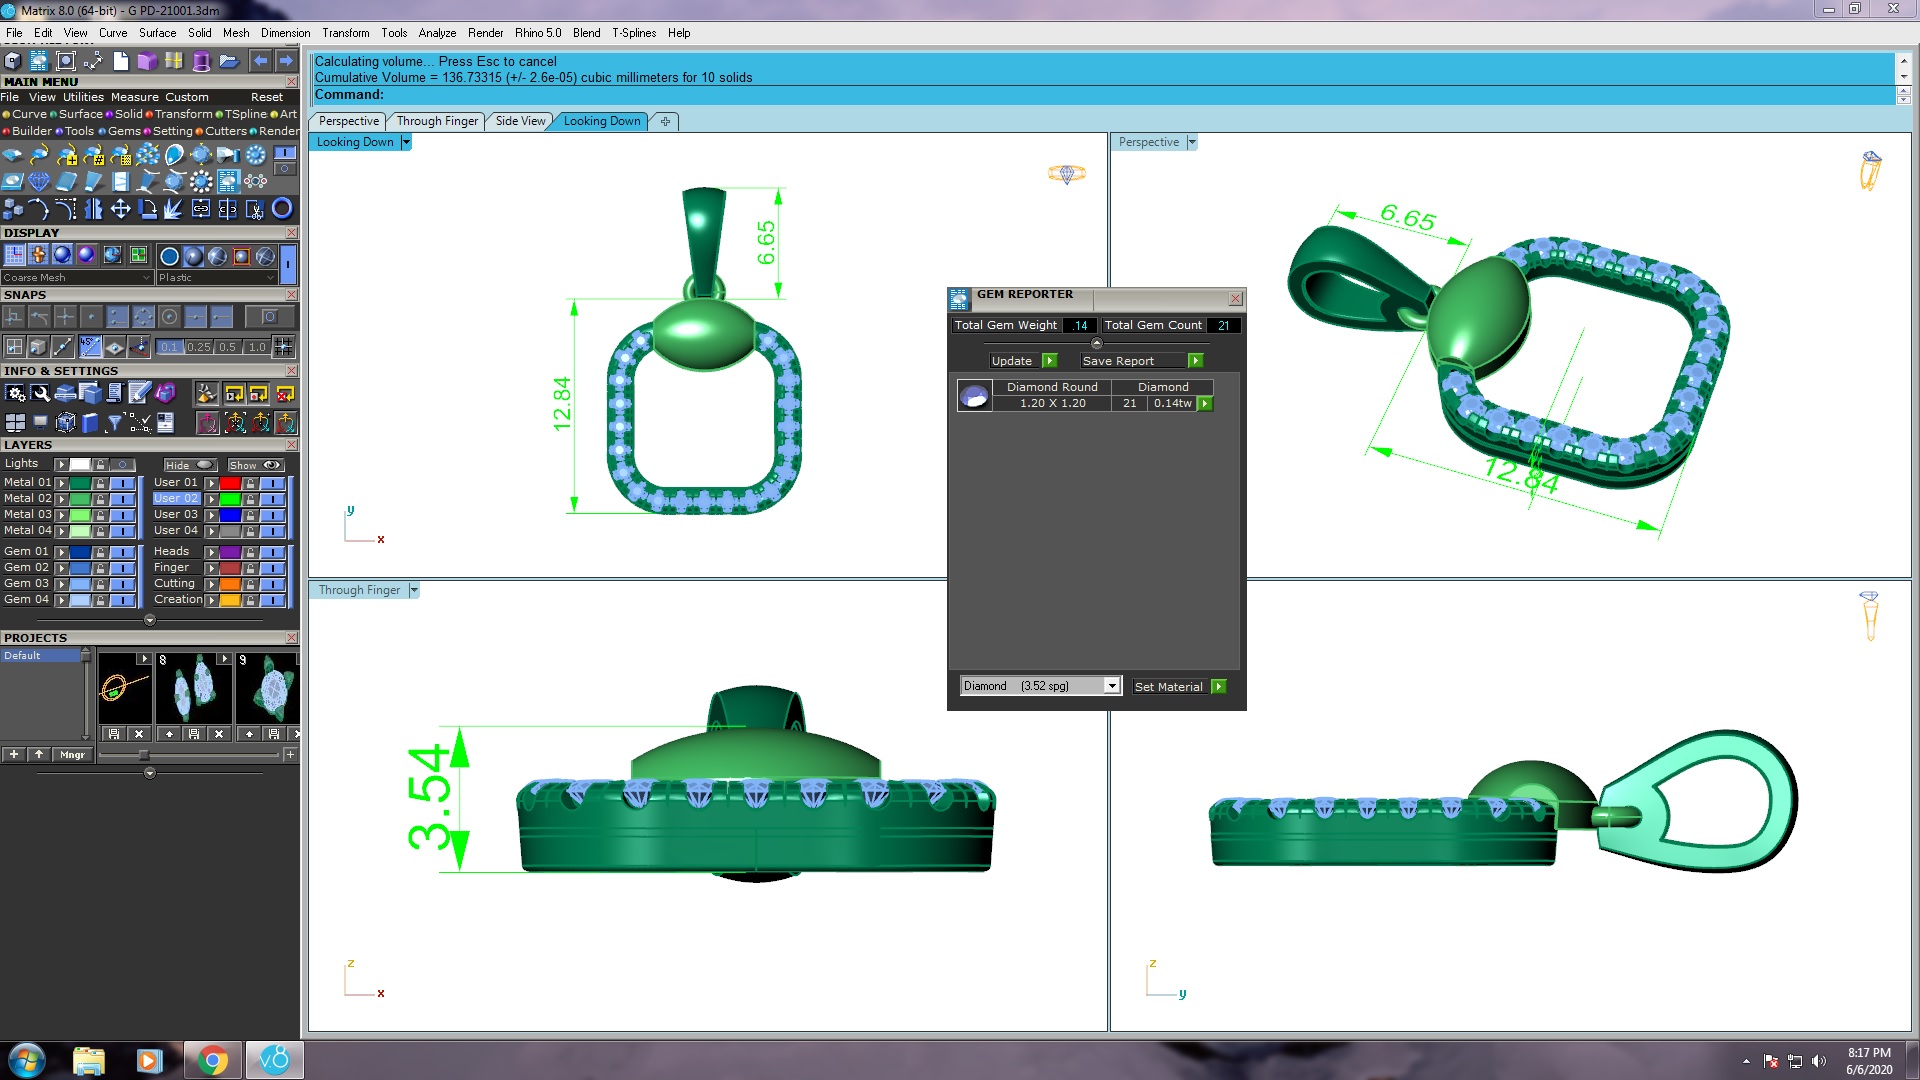 Matrix 8.0 (64-bit) - G PD-21001.3dm
File Edit View Curve Surface Solid Mesh Dimension Transform Tools Analyze Render Rhino 5.0 Blend T-Splines Help
Calculating volume... Press Esc to cancel
Cumulative Volume = 136.73315 (+/- 2.6e-05) cubic millimeters for 10 solids
Command:
MAIN MENU
File View Utilities Measure Custom Reset
Curve Surface Solid Transform TSpline Art
Builder Tools Gems Setting Cutters Render
DISPLAY
Coarse Mesh Plastic
SNAPS
0.1 0.25 0.5 1.0
INFO & SETTINGS
LAYERS
Lights Hide Show
Metal 01 User 01
Metal 02 User 02
Metal 03 User 03
Metal 04 User 04
Gem 01 Heads
Gem 02 Finger
Gem 03 Cutting
Gem 04 Creation
PROJECTS
Default
8 9
Mngr
Perspective Through Finger Side View Looking Down
Looking Down
6.65
12.84
y
x
Perspective
6.65
12.84
GEM REPORTER
Total Gem Weight .14 Total Gem Count 21
Update Save Report
Diamond Round Diamond
1.20 X 1.20 21 0.14tw
Diamond (3.52 spg) Set Material
Through Finger
3.54
z
x
z
y
v8
8:17 PM
6/6/2020